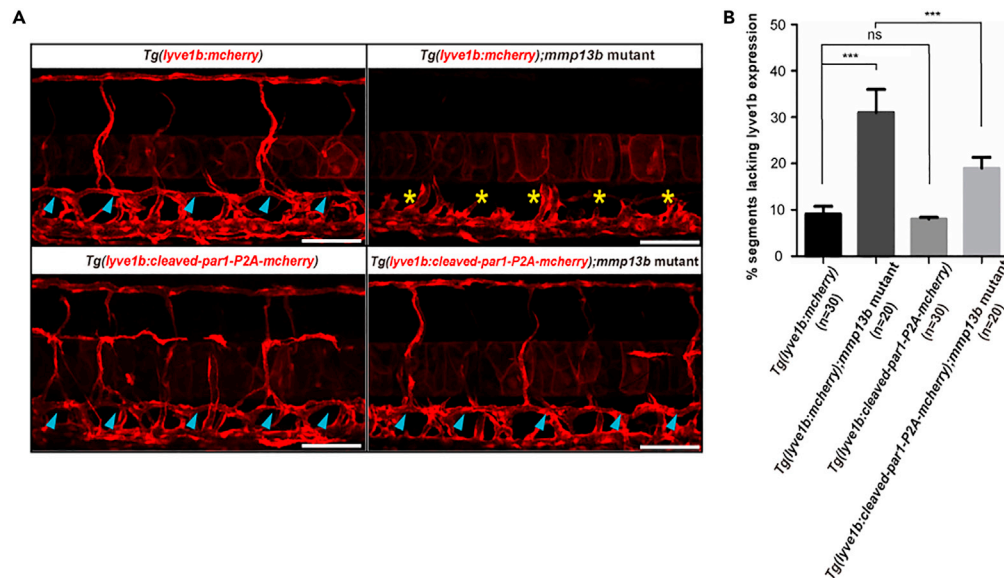 A
B
Tg(lyve1b:mcherry)
Tg(lyve1b:mcherry);mmp13b mutant
* * * * *
Tg(lyve1b:cleaved-par1-P2A-mcherry)
Tg(lyve1b:cleaved-par1-P2A-mcherry);mmp13b mutant
% segments lacking lyve1b expression
50
40
30
20
10
0
***
ns
***
Tg(lyve1b:mcherry)
(n=30)
Tg(lyve1b:mcherry);mmp13b mutant
(n=20)
Tg(lyve1b:cleaved-par1-P2A-mcherry)
(n=30)
Tg(lyve1b:cleaved-par1-P2A-mcherry);mmp13b mutant
(n=20)